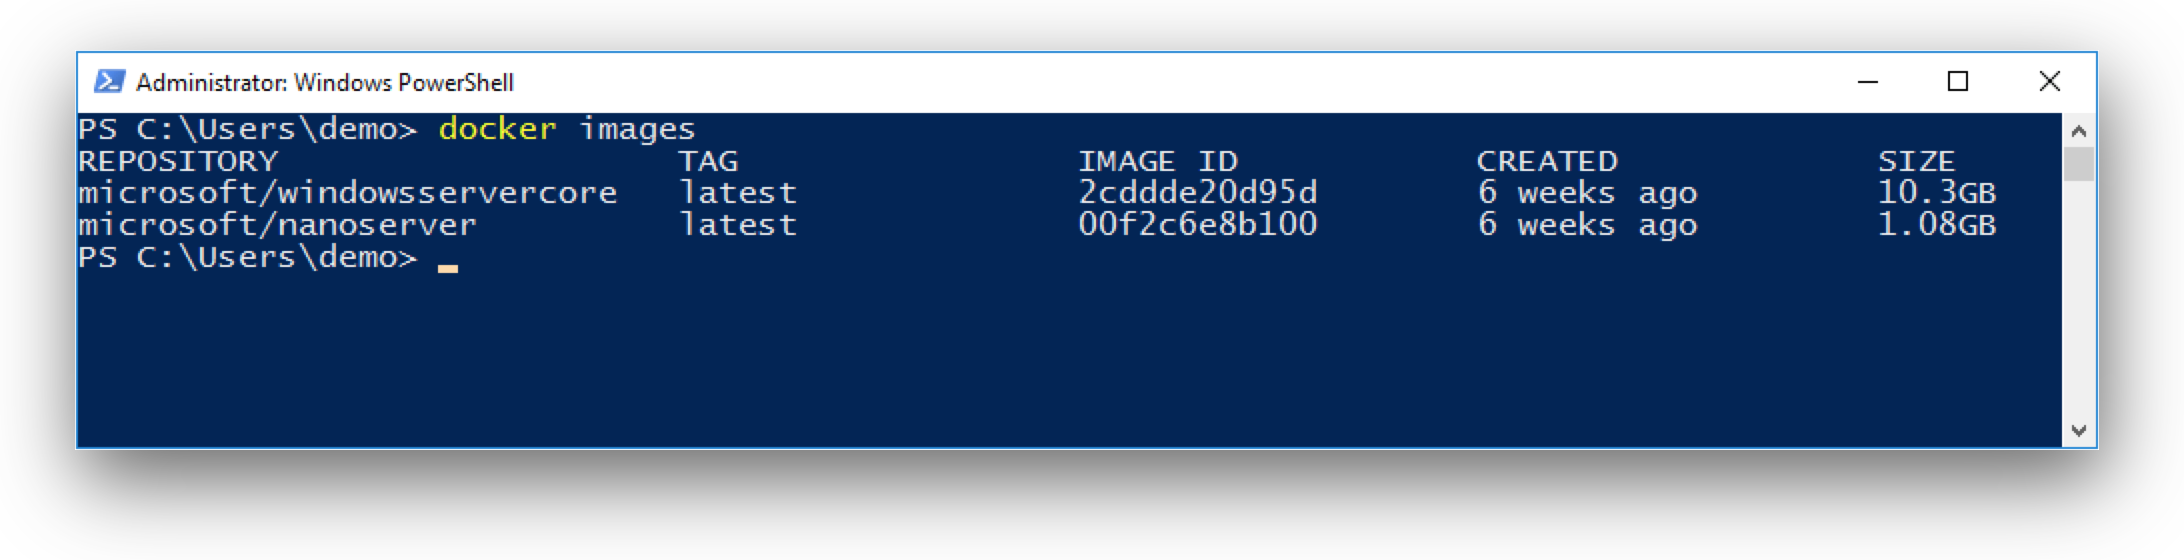 Administrator: Windows PowerShell
PS C:\Users\demo> docker images
REPOSITORY TAG IMAGE ID CREATED SIZE
microsoft/windowsservercore latest 2cddde20d95d 6 weeks ago 10.3GB
microsoft/nanoserver latest 00f2c6e8b100 6 weeks ago 1.08GB
PS C:\Users\demo>